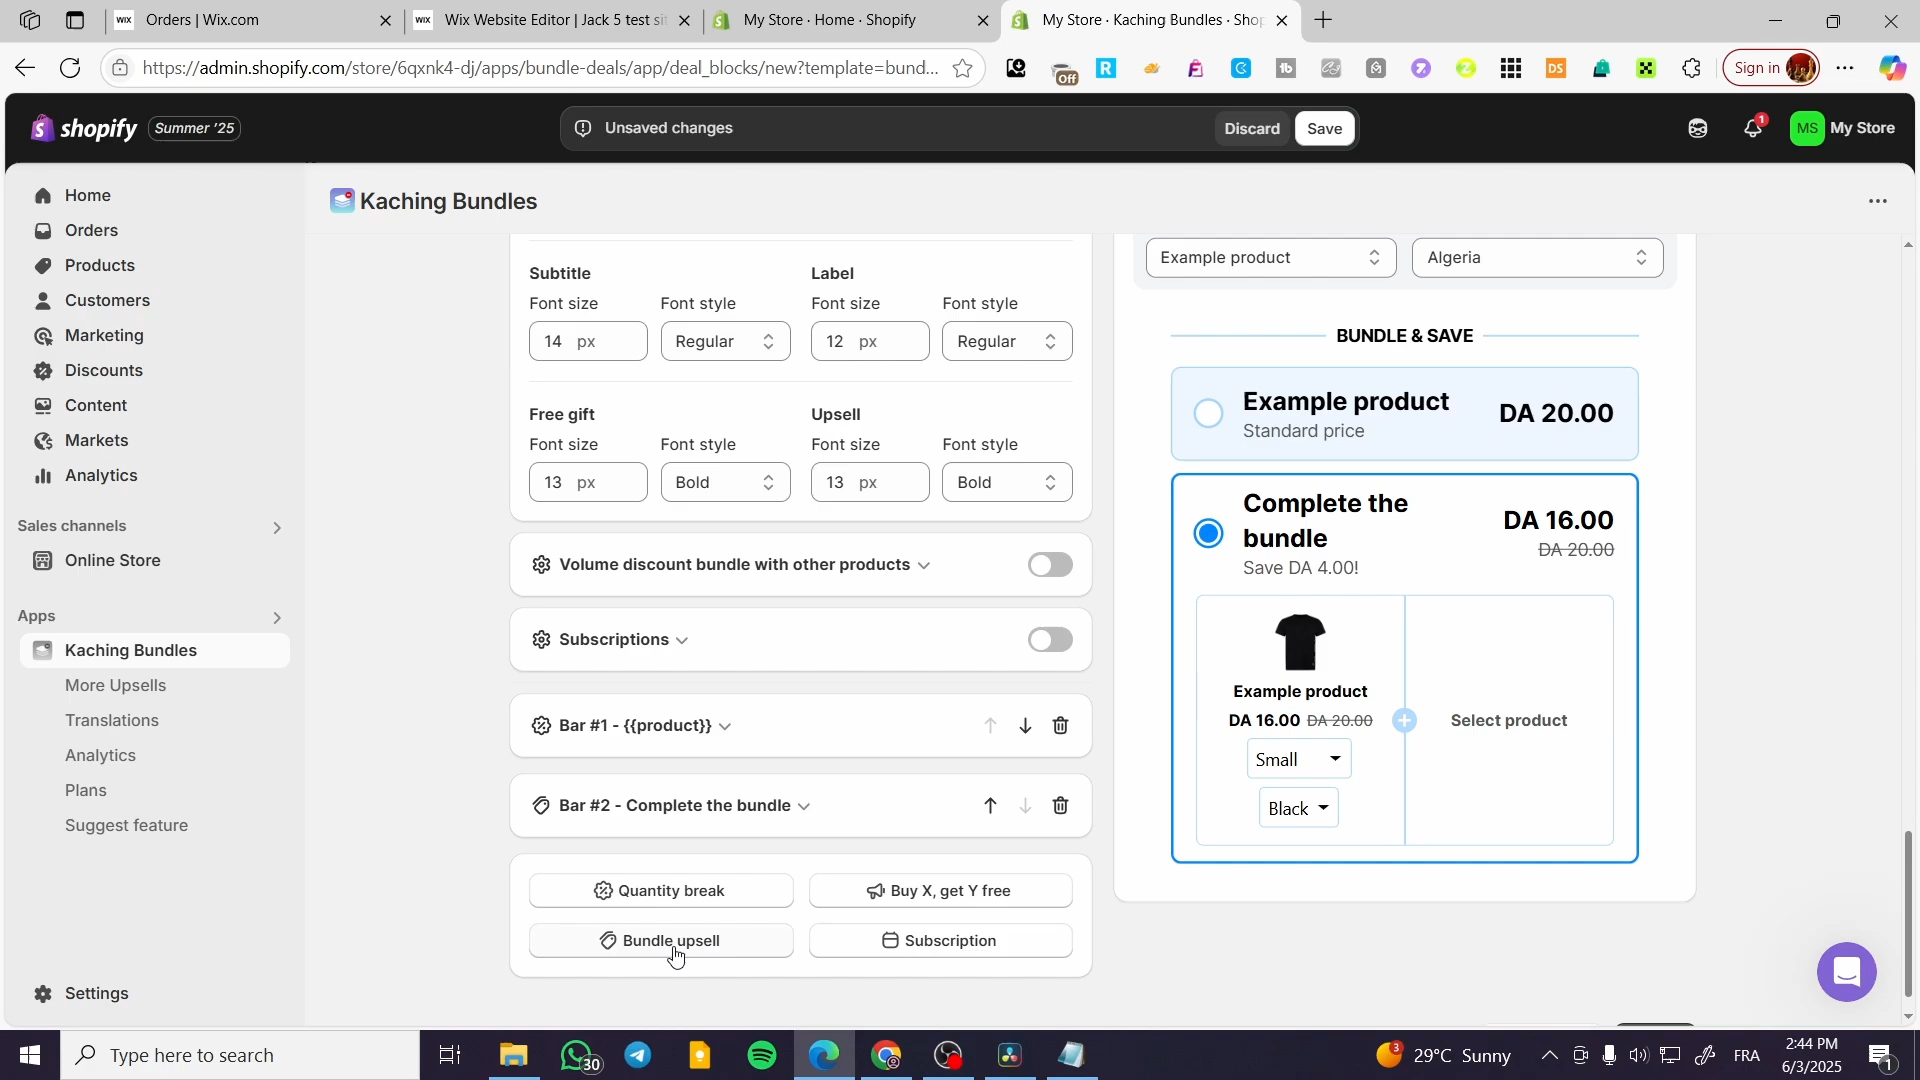 Orders | Wix.com
WIX
Wix Website Editor | Jack 5 test si
WIX
My Store · Home · Shopify
My Store · Kaching Bundles · Shop
https://admin.shopify.com/store/6qxnk4-dj/apps/bundle-deals/app/deal_blocks/new?template=bund...
Off
DS
Sign in
shopify
Summer '25
Unsaved changes
Discard
Save
1
MS
My Store
Home
Orders
Products
Customers
Marketing
Discounts
Content
Markets
Analytics
Sales channels
Online Store
Apps
Kaching Bundles
More Upsells
Translations
Analytics
Plans
Suggest feature
Settings
Kaching Bundles
Subtitle
Label
Font size
Font style
Font size
Font style
14 px
Regular
12 px
Regular
Free gift
Upsell
Font size
Font style
Font size
Font style
13 px
Bold
13 px
Bold
Volume discount bundle with other products
Subscriptions
Bar #1 - {{product}}
Bar #2 - Complete the bundle
Quantity break
Buy X, get Y free
Bundle upsell
Subscription
Example product
Algeria
BUNDLE & SAVE
Example product
DA 20.00
Standard price
Complete the
bundle
DA 16.00
DA 20.00
Save DA 4.00!
Example product
DA 16.00 DA 20.00
Select product
Small
Black
Type here to search
30
3
29°C Sunny
FRA
2:44 PM
6/3/2025
1